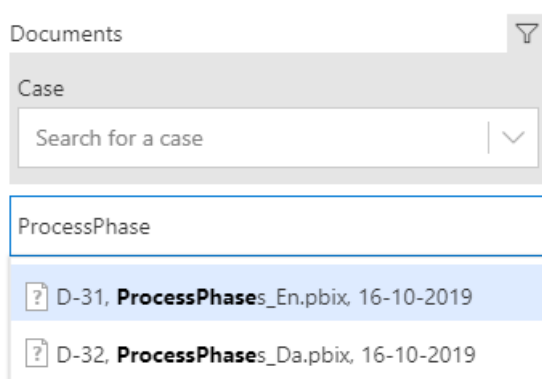 Documents
Case
Search for a case
ProcessPhase
D-31, ProcessPhases_En.pbix, 16-10-2019
D-32, ProcessPhases_Da.pbix, 16-10-2019